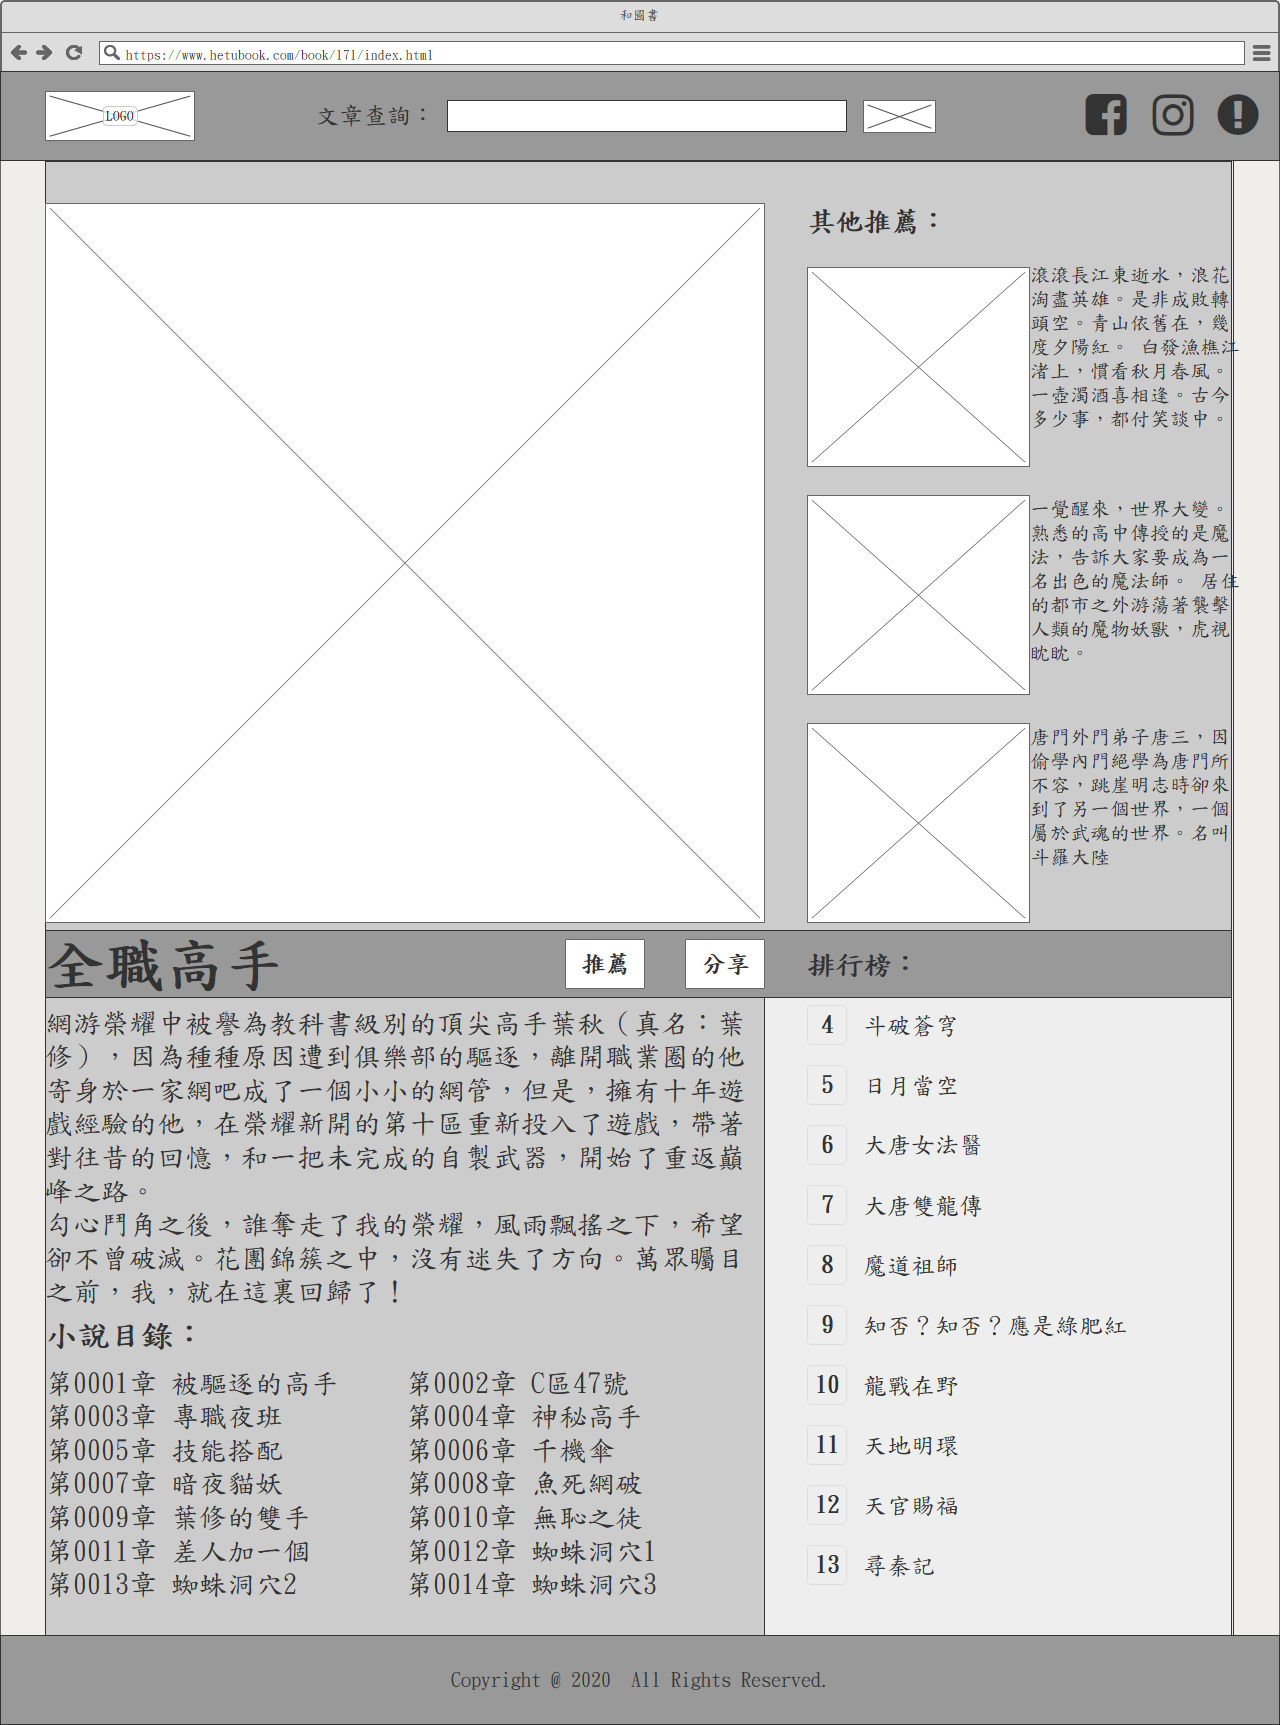 和圖書
https://www.hetubook.com/book/171/index.html
LOGO
文章查詢：
其他推薦：
滾滾長江東逝水，浪花
淘盡英雄。是非成敗轉
頭空。青山依舊在，幾
度夕陽紅。 白發漁樵江
渚上，慣看秋月春風。
一壺濁酒喜相逢。古今
多少事，都付笑談中。
一覺醒來，世界大變。
熟悉的高中傳授的是魔
法，告訴大家要成為一
名出色的魔法師。 居住
的都市之外游蕩著襲擊
人類的魔物妖獸，虎視
眈眈。
唐門外門弟子唐三，因
偷學內門絕學為唐門所
不容，跳崖明志時卻來
到了另一個世界，一個
屬於武魂的世界。名叫
斗羅大陸
全職高手
推薦
分享
網游榮耀中被譽為教科書級別的頂尖高手葉秋（真名：葉
修），因為種種原因遭到俱樂部的驅逐，離開職業圈的他
寄身於一家網吧成了一個小小的網管，但是，擁有十年遊
戲經驗的他，在榮耀新開的第十區重新投入了遊戲，帶著
對往昔的回憶，和一把未完成的自製武器，開始了重返巔
峰之路。
勾心鬥角之後，誰奪走了我的榮耀，風雨飄搖之下，希望
卻不曾破滅。花團錦簇之中，沒有迷失了方向。萬眾矚目
之前，我，就在這裏回歸了！
小說目錄：
第0001章 被驅逐的高手
第0002章 C區47號
第0003章 專職夜班
第0004章 神秘高手
第0005章 技能搭配
第0006章 千機傘
第0007章 暗夜貓妖
第0008章 魚死網破
第0009章 葉修的雙手
第0010章 無恥之徒
第0011章 差人加一個
第0012章 蜘蛛洞穴1
第0013章 蜘蛛洞穴2
第0014章 蜘蛛洞穴3
排行榜：
4 斗破蒼穹
5 日月當空
6 大唐女法醫
7 大唐雙龍傳
8 魔道祖師
9 知否？知否？應是綠肥紅
10 龍戰在野
11 天地明環
12 天官賜福
13 尋秦記
Copyright @ 2020  All Rights Reserved.